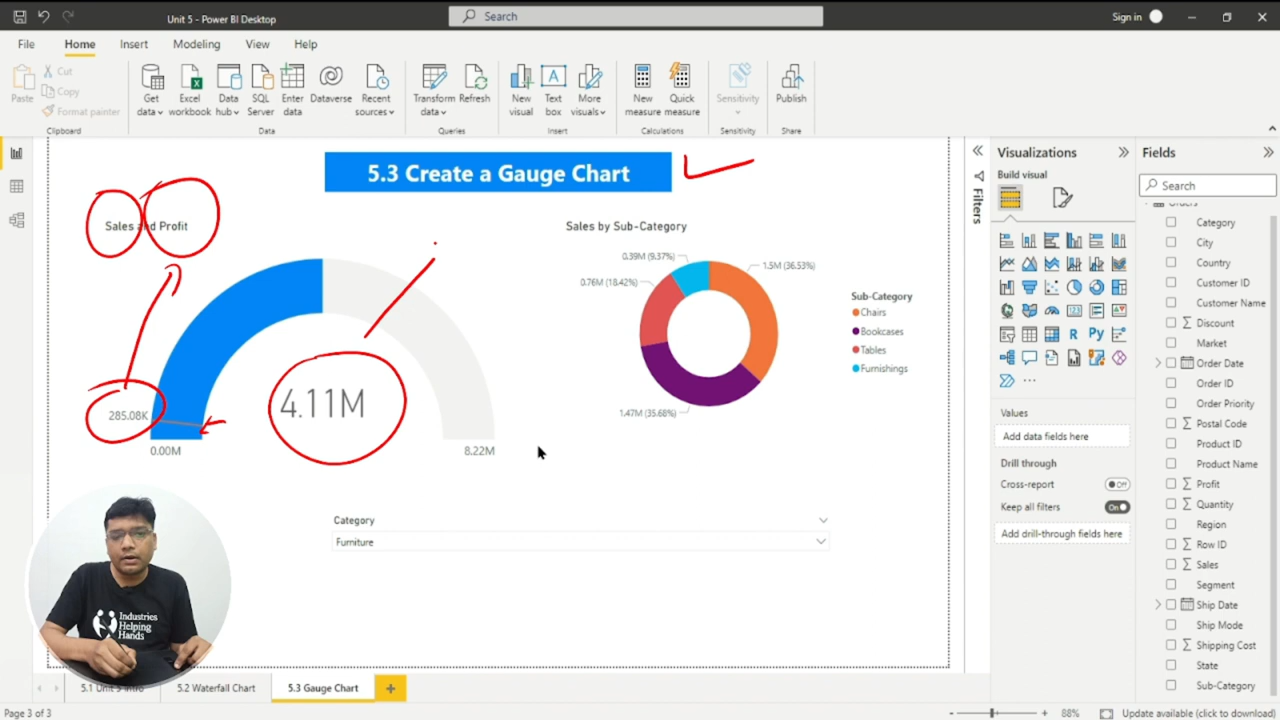 Unit 5 - Power BI Desktop
Search
Sign in
File Home Insert Modeling View Help
Paste
Cut
Copy
Format painter
Clipboard
Get data
Excel workbook
Data hub
SQL Server
Enter data
Dataverse
Recent sources
Data
Transform data
Refresh
Queries
New visual
Text box
More visuals
Insert
New measure
Quick measure
Calculations
Sensitivity
Sensitivity
Publish
Share
5.3 Create a Gauge Chart
Sales and Profit
285.08K
4.11M
0.00M
8.22M
Sales by Sub-Category
0.39M (9.37%)
1.5M (36.53%)
0.76M (18.42%)
1.47M (35.68%)
Sub-Category
Chairs
Bookcases
Tables
Furnishings
Category
Furniture
Industries
Helping
Hands
Filters
Visualizations
Build visual
R
Py
Values
Add data fields here
Drill through
Cross-report
Off
Keep all filters
On
Add drill-through fields here
Fields
Search
Orders
Category
City
Country
Customer ID
Customer Name
Discount
Market
Order Date
Order ID
Order Priority
Postal Code
Product ID
Product Name
Profit
Quantity
Region
Row ID
Sales
Segment
Ship Date
Ship Mode
Shipping Cost
State
Sub-Category
5.1 Unit 5 Intro
5.2 Waterfall Chart
5.3 Gauge Chart
Page 3 of 3
88%
Update available (click to download)